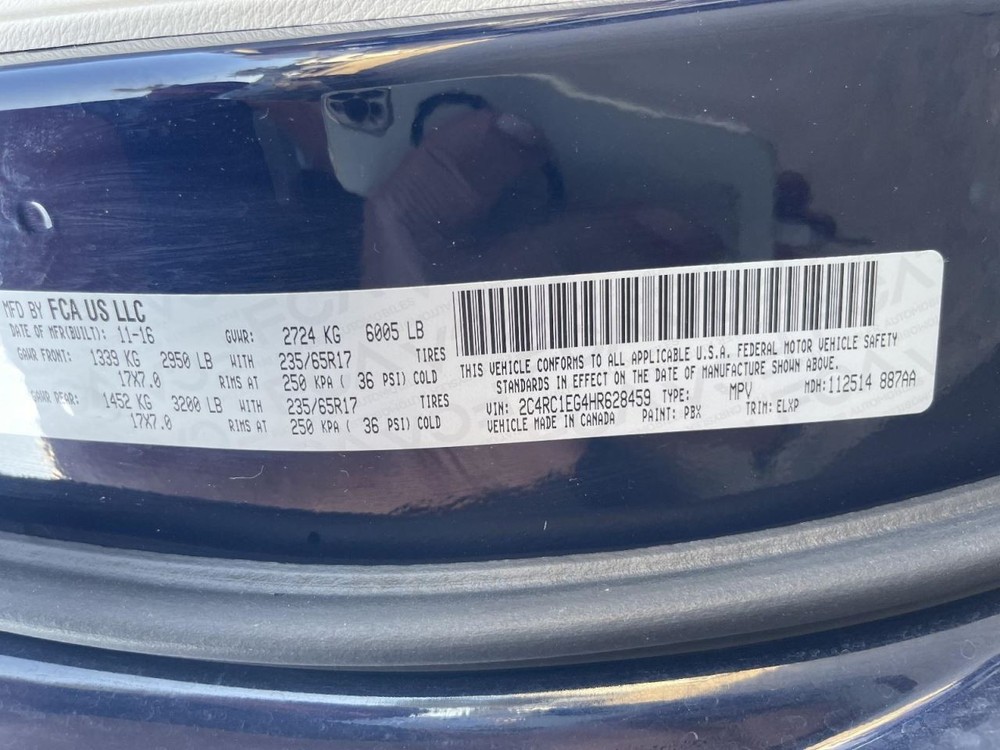 MFD BY FCA US LLC
DATE OF MFR(BUILT): 11-16 GVWR: 2724 KG 6005 LB
GAWR FRONT: 1339 KG 2950 LB WITH 235/65R17 TIRES
17X7.0 RIMS AT 250 KPA ( 36 PSI) COLD
GAWR REAR: 1452 KG 3200 LB WITH 235/65R17 TIRES
17X7.0 RIMS AT 250 KPA ( 36 PSI) COLD
THIS VEHICLE CONFORMS TO ALL APPLICABLE U.S.A. FEDERAL MOTOR VEHICLE SAFETY
STANDARDS IN EFFECT ON THE DATE OF MANUFACTURE SHOWN ABOVE.
VIN: 2C4RC1EG4HR628459 TYPE: MPV MDH: 112514 887AA
VEHICLE MADE IN CANADA PAINT: PBX TRIM: ELXP